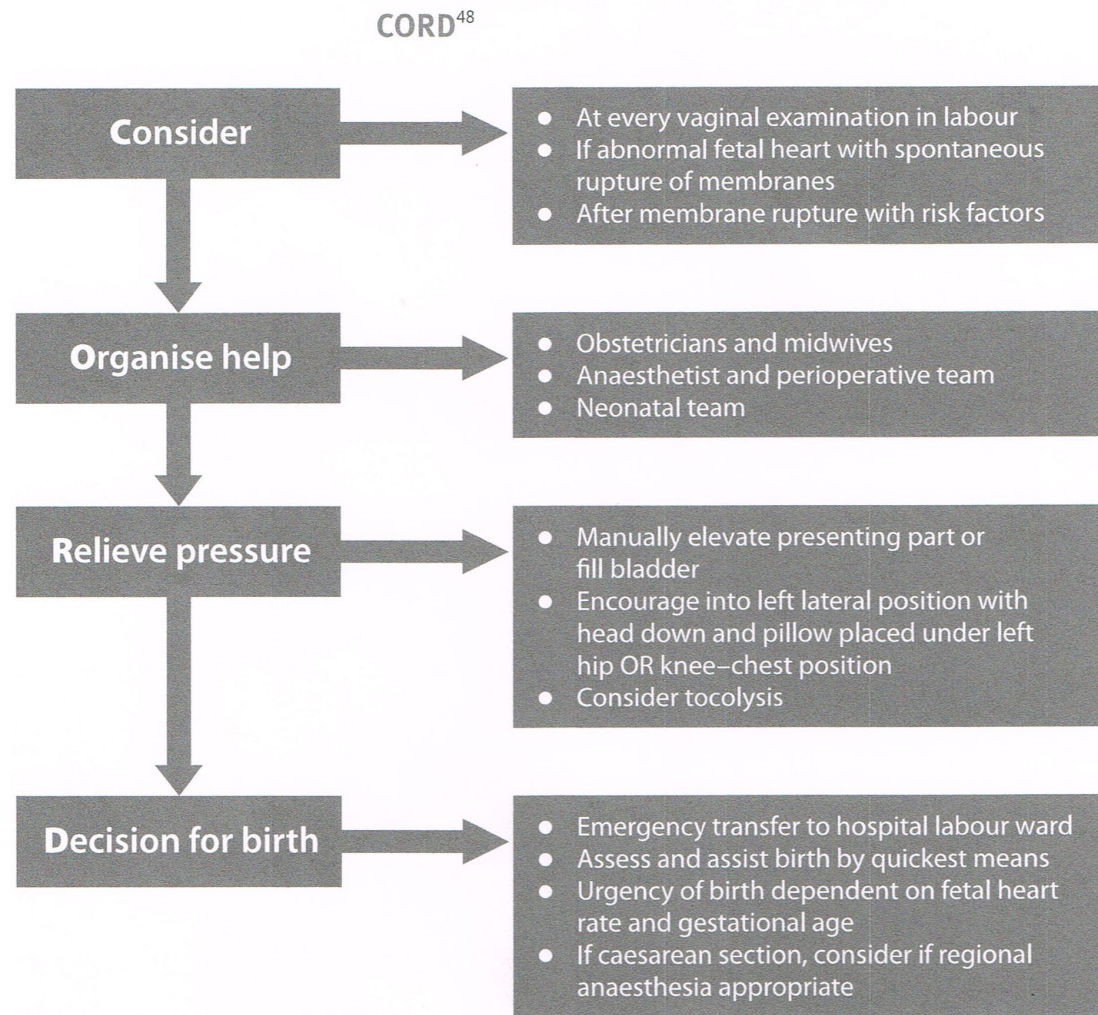 CORD48
Consider
● At every vaginal examination in labour
● If abnormal fetal heart with spontaneous
rupture of membranes
● After membrane rupture with risk factors
Organise help
● Obstetricians and midwives
● Anaesthetist and perioperative team
● Neonatal team
Relieve pressure
● Manually elevate presenting part or
fill bladder
● Encourage into left lateral position with
head down and pillow placed under left
hip OR knee–chest position
● Consider tocolysis
Decision for birth
● Emergency transfer to hospital labour ward
● Assess and assist birth by quickest means
● Urgency of birth dependent on fetal heart
rate and gestational age
● If caesarean section, consider if regional
anaesthesia appropriate